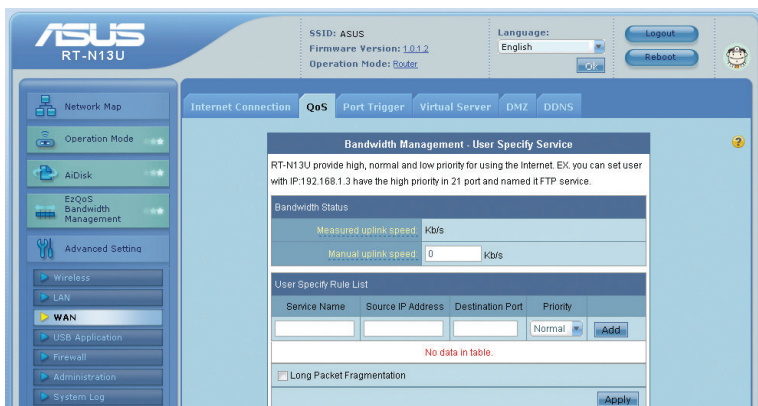 ASUS
RT-N13U
SSID: ASUS
Firmware Version: 1.0.1.2
Operation Mode: Router
Language:
English
OK
Logout
Reboot
Network Map
Operation Mode
AiDisk
EzQoS
Bandwidth
Management
Advanced Setting
Wireless
LAN
WAN
USB Application
Firewall
Administration
System Log
Internet Connection QoS Port Trigger Virtual Server DMZ DDNS
Bandwidth Management - User Specify Service
RT-N13U provide high, normal and low priority for using the Internet. EX. you can set user
with IP:192.168.1.3 have the high priority in 21 port and named it FTP service.
Bandwidth Status
Measured uplink speed: Kb/s
Manual uplink speed: 0 Kb/s
User Specify Rule List
Service Name Source IP Address Destination Port Priority
Normal Add
No data in table.
Long Packet Fragmentation
Apply
?